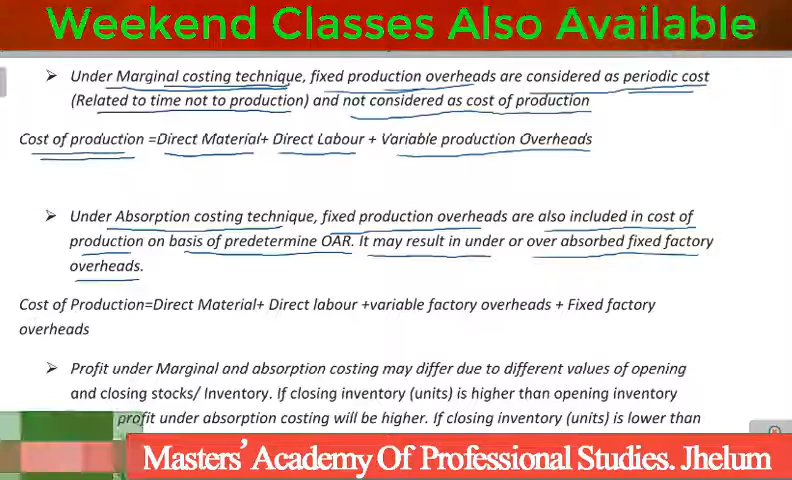 Weekend Classes Also Available
➢ Under Marginal costing technique, fixed production overheads are considered as periodic cost
(Related to time not to production) and not considered as cost of production
Cost of production =Direct Material+ Direct Labour + Variable production Overheads
➢ Under Absorption costing technique, fixed production overheads are also included in cost of
production on basis of predetermine OAR. It may result in under or over absorbed fixed factory
overheads.
Cost of Production=Direct Material+ Direct labour +variable factory overheads + Fixed factory
overheads
➢ Profit under Marginal and absorption costing may differ due to different values of opening
and closing stocks/ Inventory. If closing inventory (units) is higher than opening inventory
profit under absorption costing will be higher. If closing inventory (units) is lower than
Masters' Academy Of Professional Studies. Jhelum